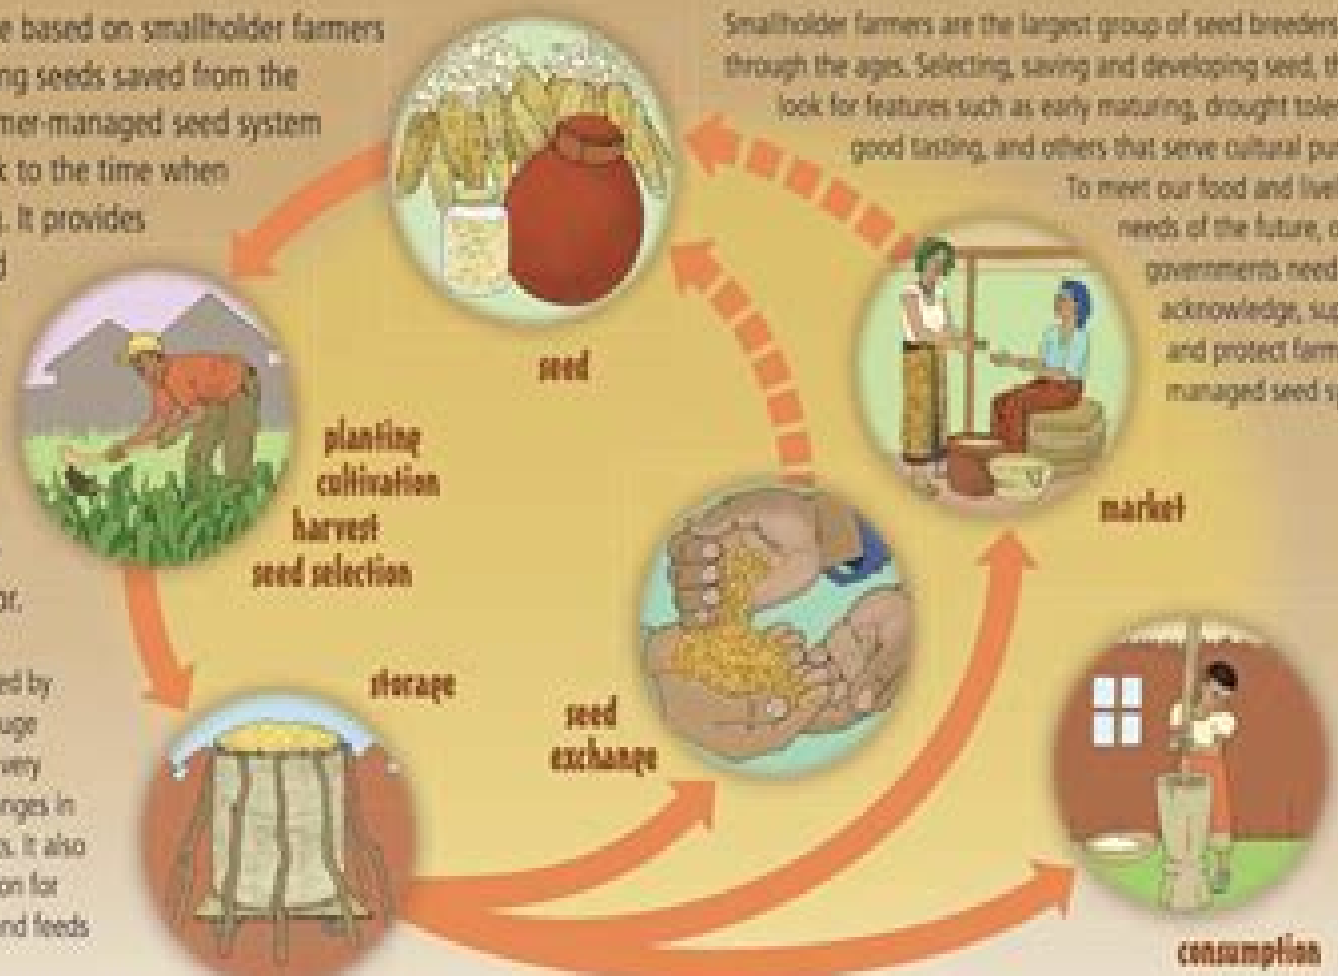 e based on smallholder farmers
ng seeds saved from the
mer-managed seed system
k to the time when
. It provides
d
or.
ed by
uge
very
nges in
s. It also
on for
nd feeds
Smallholder farmers are the largest group of seed breeders
through the ages. Selecting, saving and developing seed, th
look for features such as early maturing, drought tole
good tasting, and others that serve cultural pu
To meet our food and live
needs of the future, o
governments need
acknowledge, sup
and protect farm
managed seed s
seed
planting
cultivation
harvest
seed selection
storage
seed
exchange
market
consumption